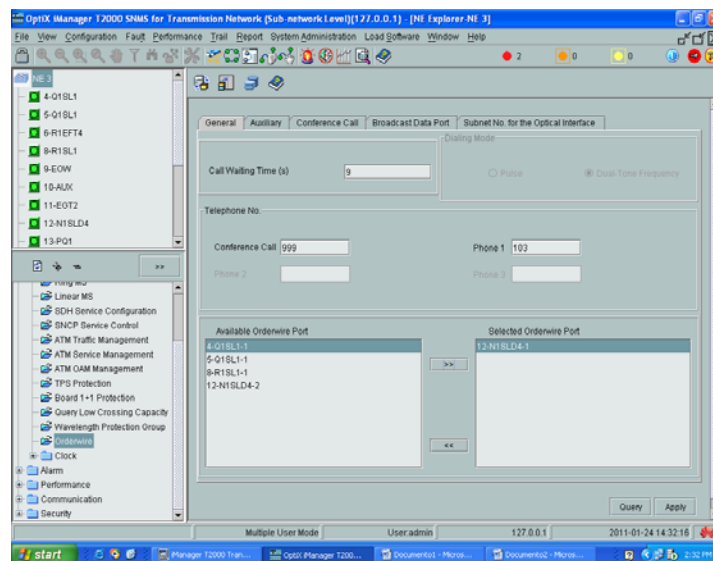 OptiX iManager T2000 SNMS for Transmission Network (Sub-network Level)(127.0.0.1) - [NE Explorer-NE 3]
File View Configuration Fault Performance Trail Report System Administration Load Software Window Help
2 0 0
NE 3
4-Q1SL1
5-Q1SL1
6-R1EFT4
8-R1SL1
9-EOW
10-AUX
11-EGT2
12-N1SLD4
13-PQ1
>>
Ring MS
Linear MS
SDH Service Configuration
SNCP Service Control
ATM Traffic Management
ATM Service Management
ATM OAM Management
TPS Protection
Board 1+1 Protection
Query Low Crossing Capacity
Wavelength Protection Group
Orderwire
Clock
Alarm
Performance
Communication
Security
General Auxiliary Conference Call Broadcast Data Port Subnet No. for the Optical Interface
Dialing Mode
Call Waiting Time (s) 9
Pulse Dual-Tone Frequency
Telephone No.
Conference Call 999 Phone 1 103
Phone 2 Phone 3
Available Orderwire Port Selected Orderwire Port
4-Q1SL1-1 12-N1SLD4-1
5-Q1SL1-1
8-R1SL1-1
12-N1SLD4-2
>>
<<
Query Apply
Multiple User Mode User:admin 127.0.0.1 2011-01-24 14:32:16
start iManager T2000 Tran... OptiX iManager T200... Documento1 - Micros... Documento2 - Micros... 2:32 PM